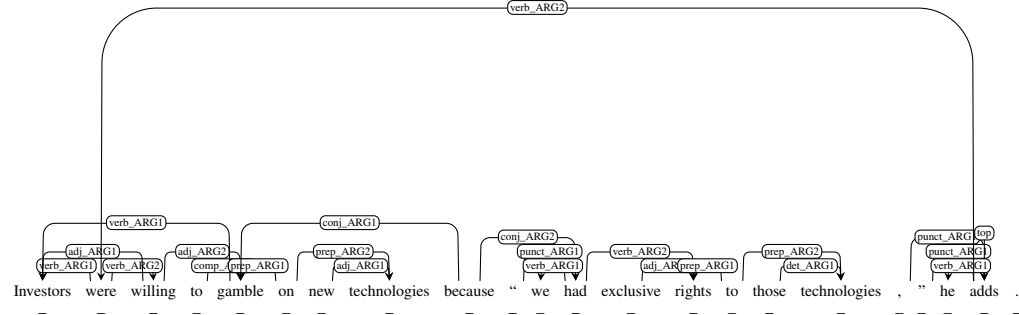 verb_ARG2
verb_ARG1 conj_ARG1
top
conj_ARG2 punct_ARG1
adj_ARG1 adj_ARG2 prep_ARG2 punct_ARG1 verb_ARG2 prep_ARG2 punct_ARG1
verb_ARG1 verb_ARG2 comp_A prep_ARG1 adj_ARG1 verb_ARG1 adj_AR prep_ARG1 det_ARG1 verb_ARG1
Investors were willing to gamble on new technologies because “ we had exclusive rights to those technologies , ” he adds .
_ _ _ _ _ _ _ _ _ _ _ _ _ _ _ _ _ _ _ _ _ _